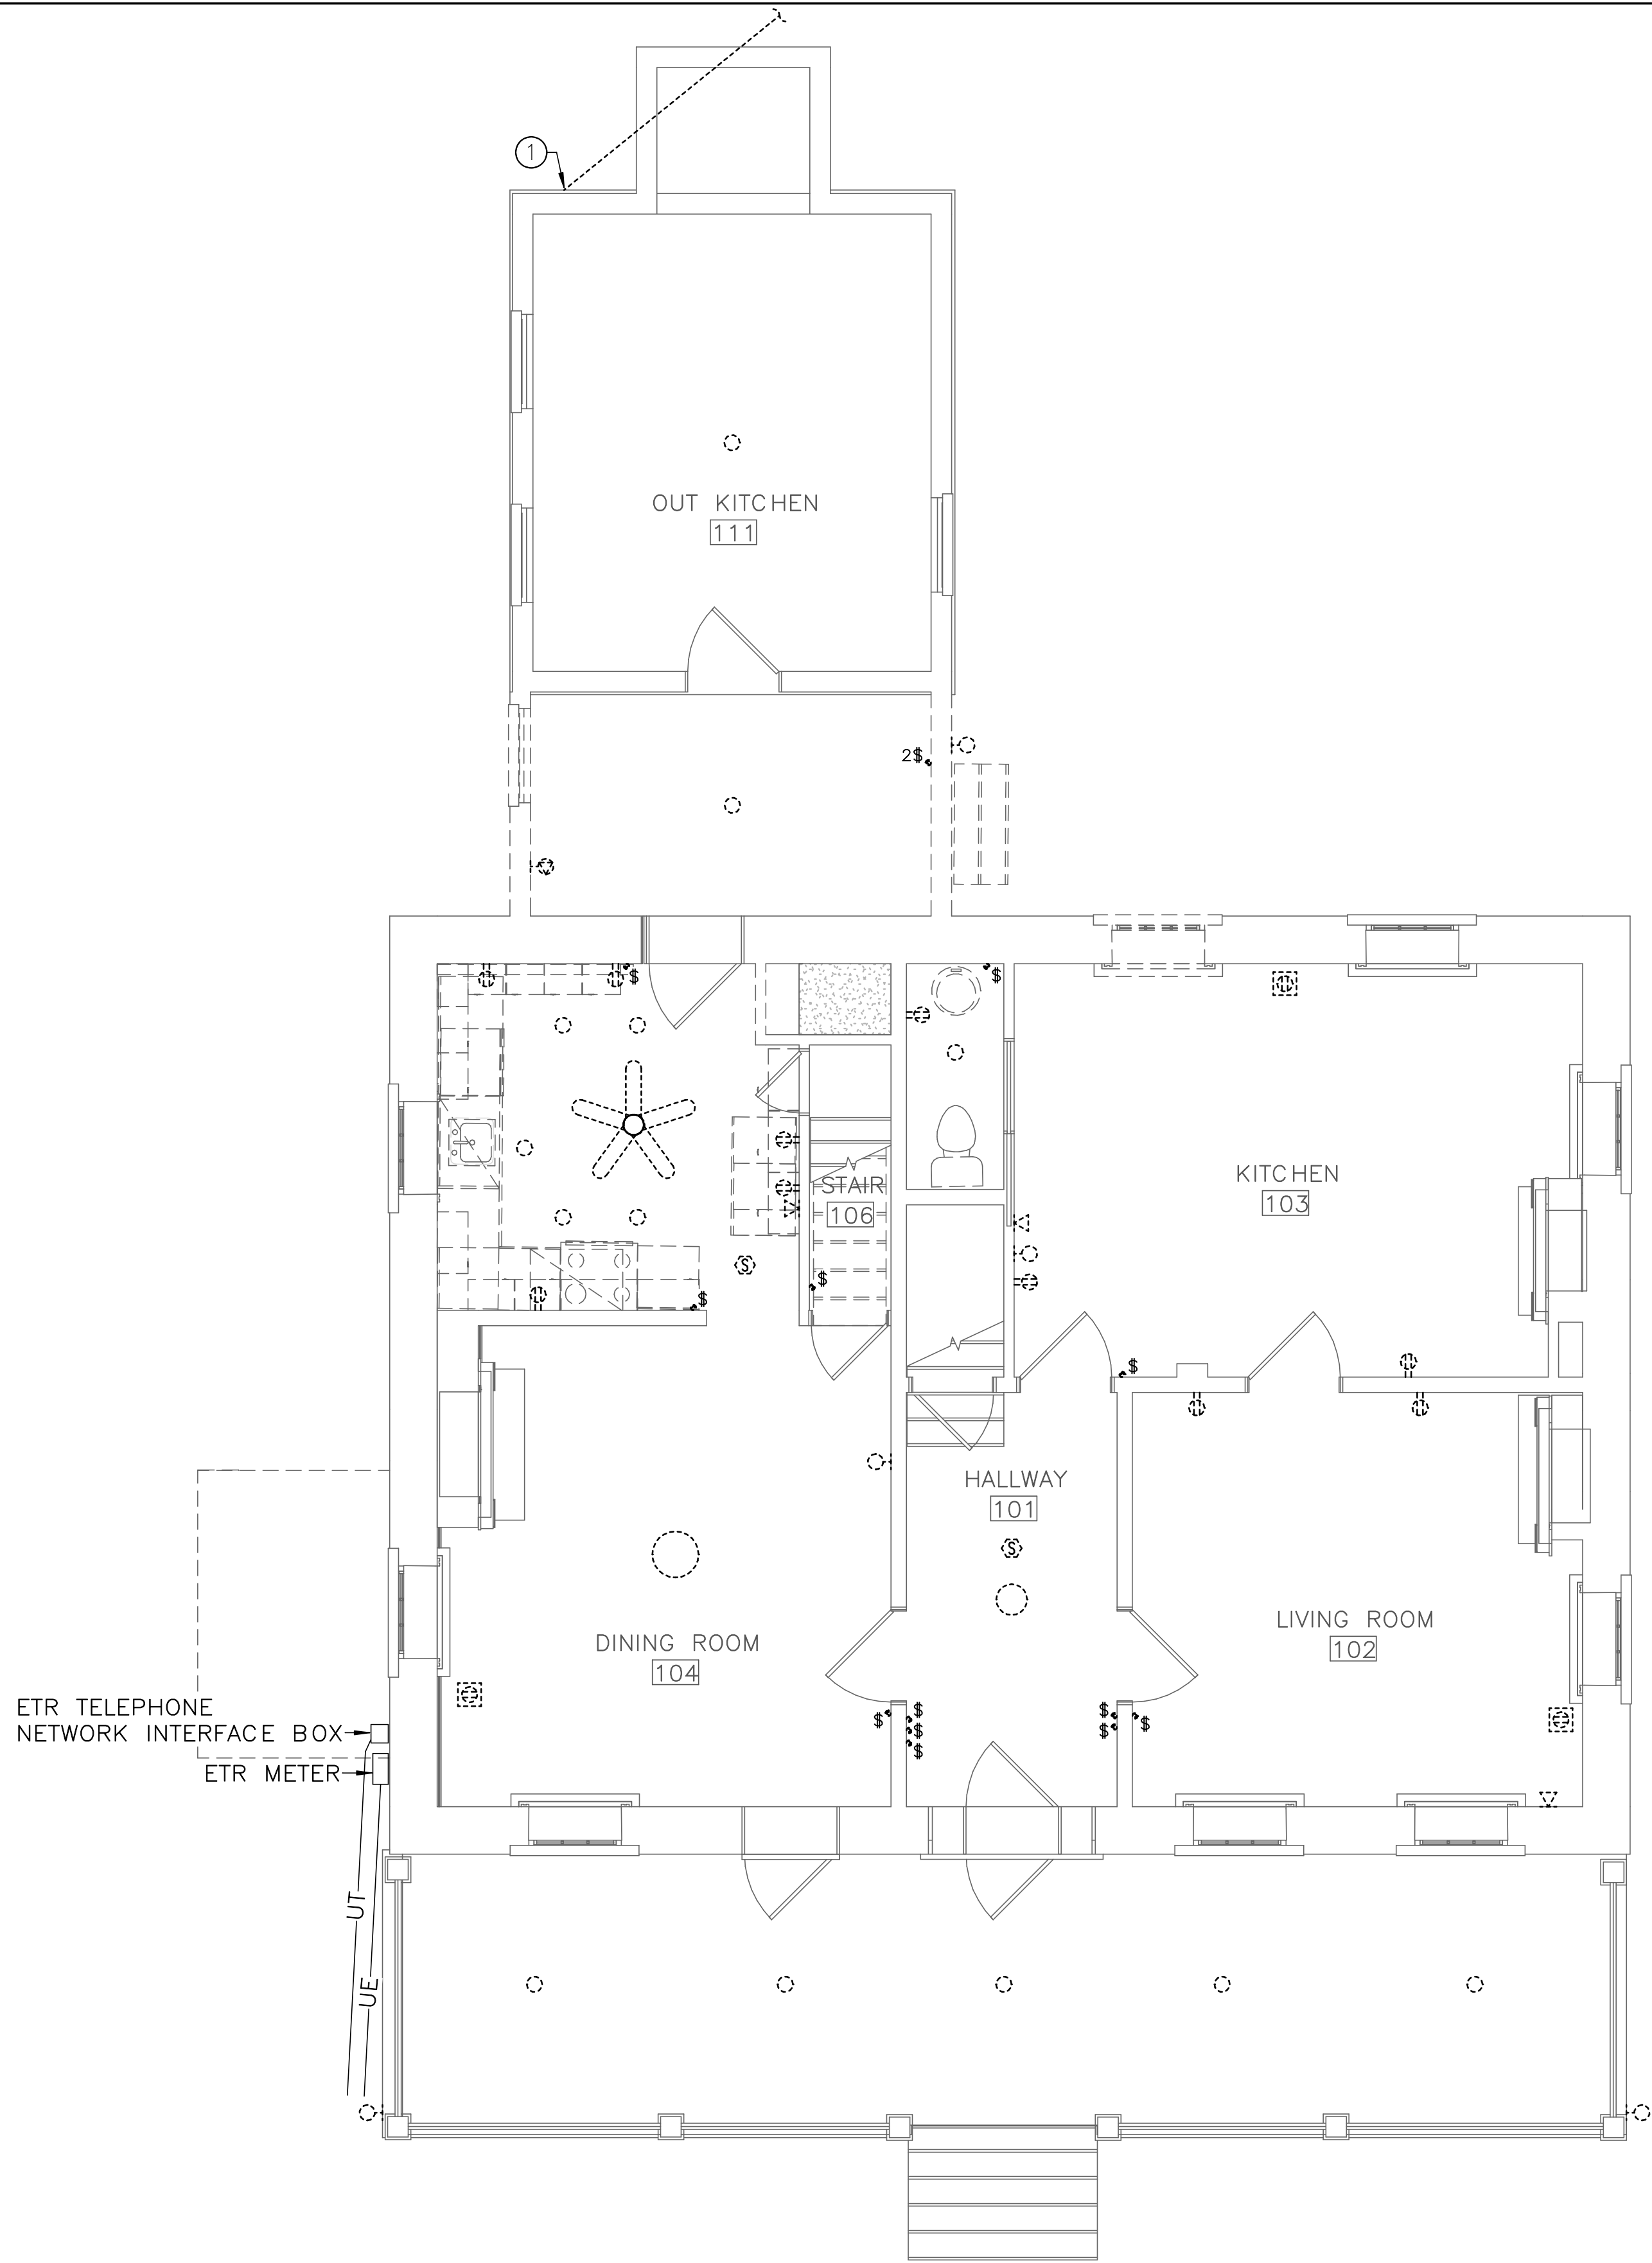 1
OUT KITCHEN
111
2$
$
$
STAIR
106
KITCHEN
103
S
$
$
$
HALLWAY
101
S
LIVING ROOM
102
DINING ROOM
104
ETR TELEPHONE
NETWORK INTERFACE BOX
ETR METER
$
$
$
$
$
$
$
UT
UE